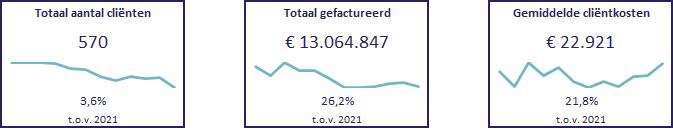 Totaal aantal cliënten
570
3,6%
t.o.v. 2021
Totaal gefactureerd
€ 13.064.847
26,2%
t.o.v. 2021
Gemiddelde cliëntkosten
€ 22.921
21,8%
t.o.v. 2021